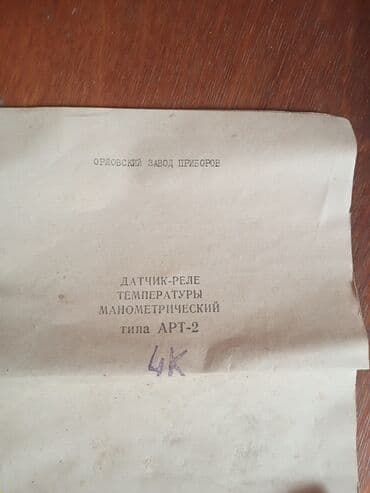 ОРЛОВСКИЙ ЗАВОД ПРИБОРОВ
ДАТЧИК-РЕЛЕ
ТЕМПЕРАТУРЫ
МАНОМЕТРИЧЕСКИЙ
типа АРТ-2
4К